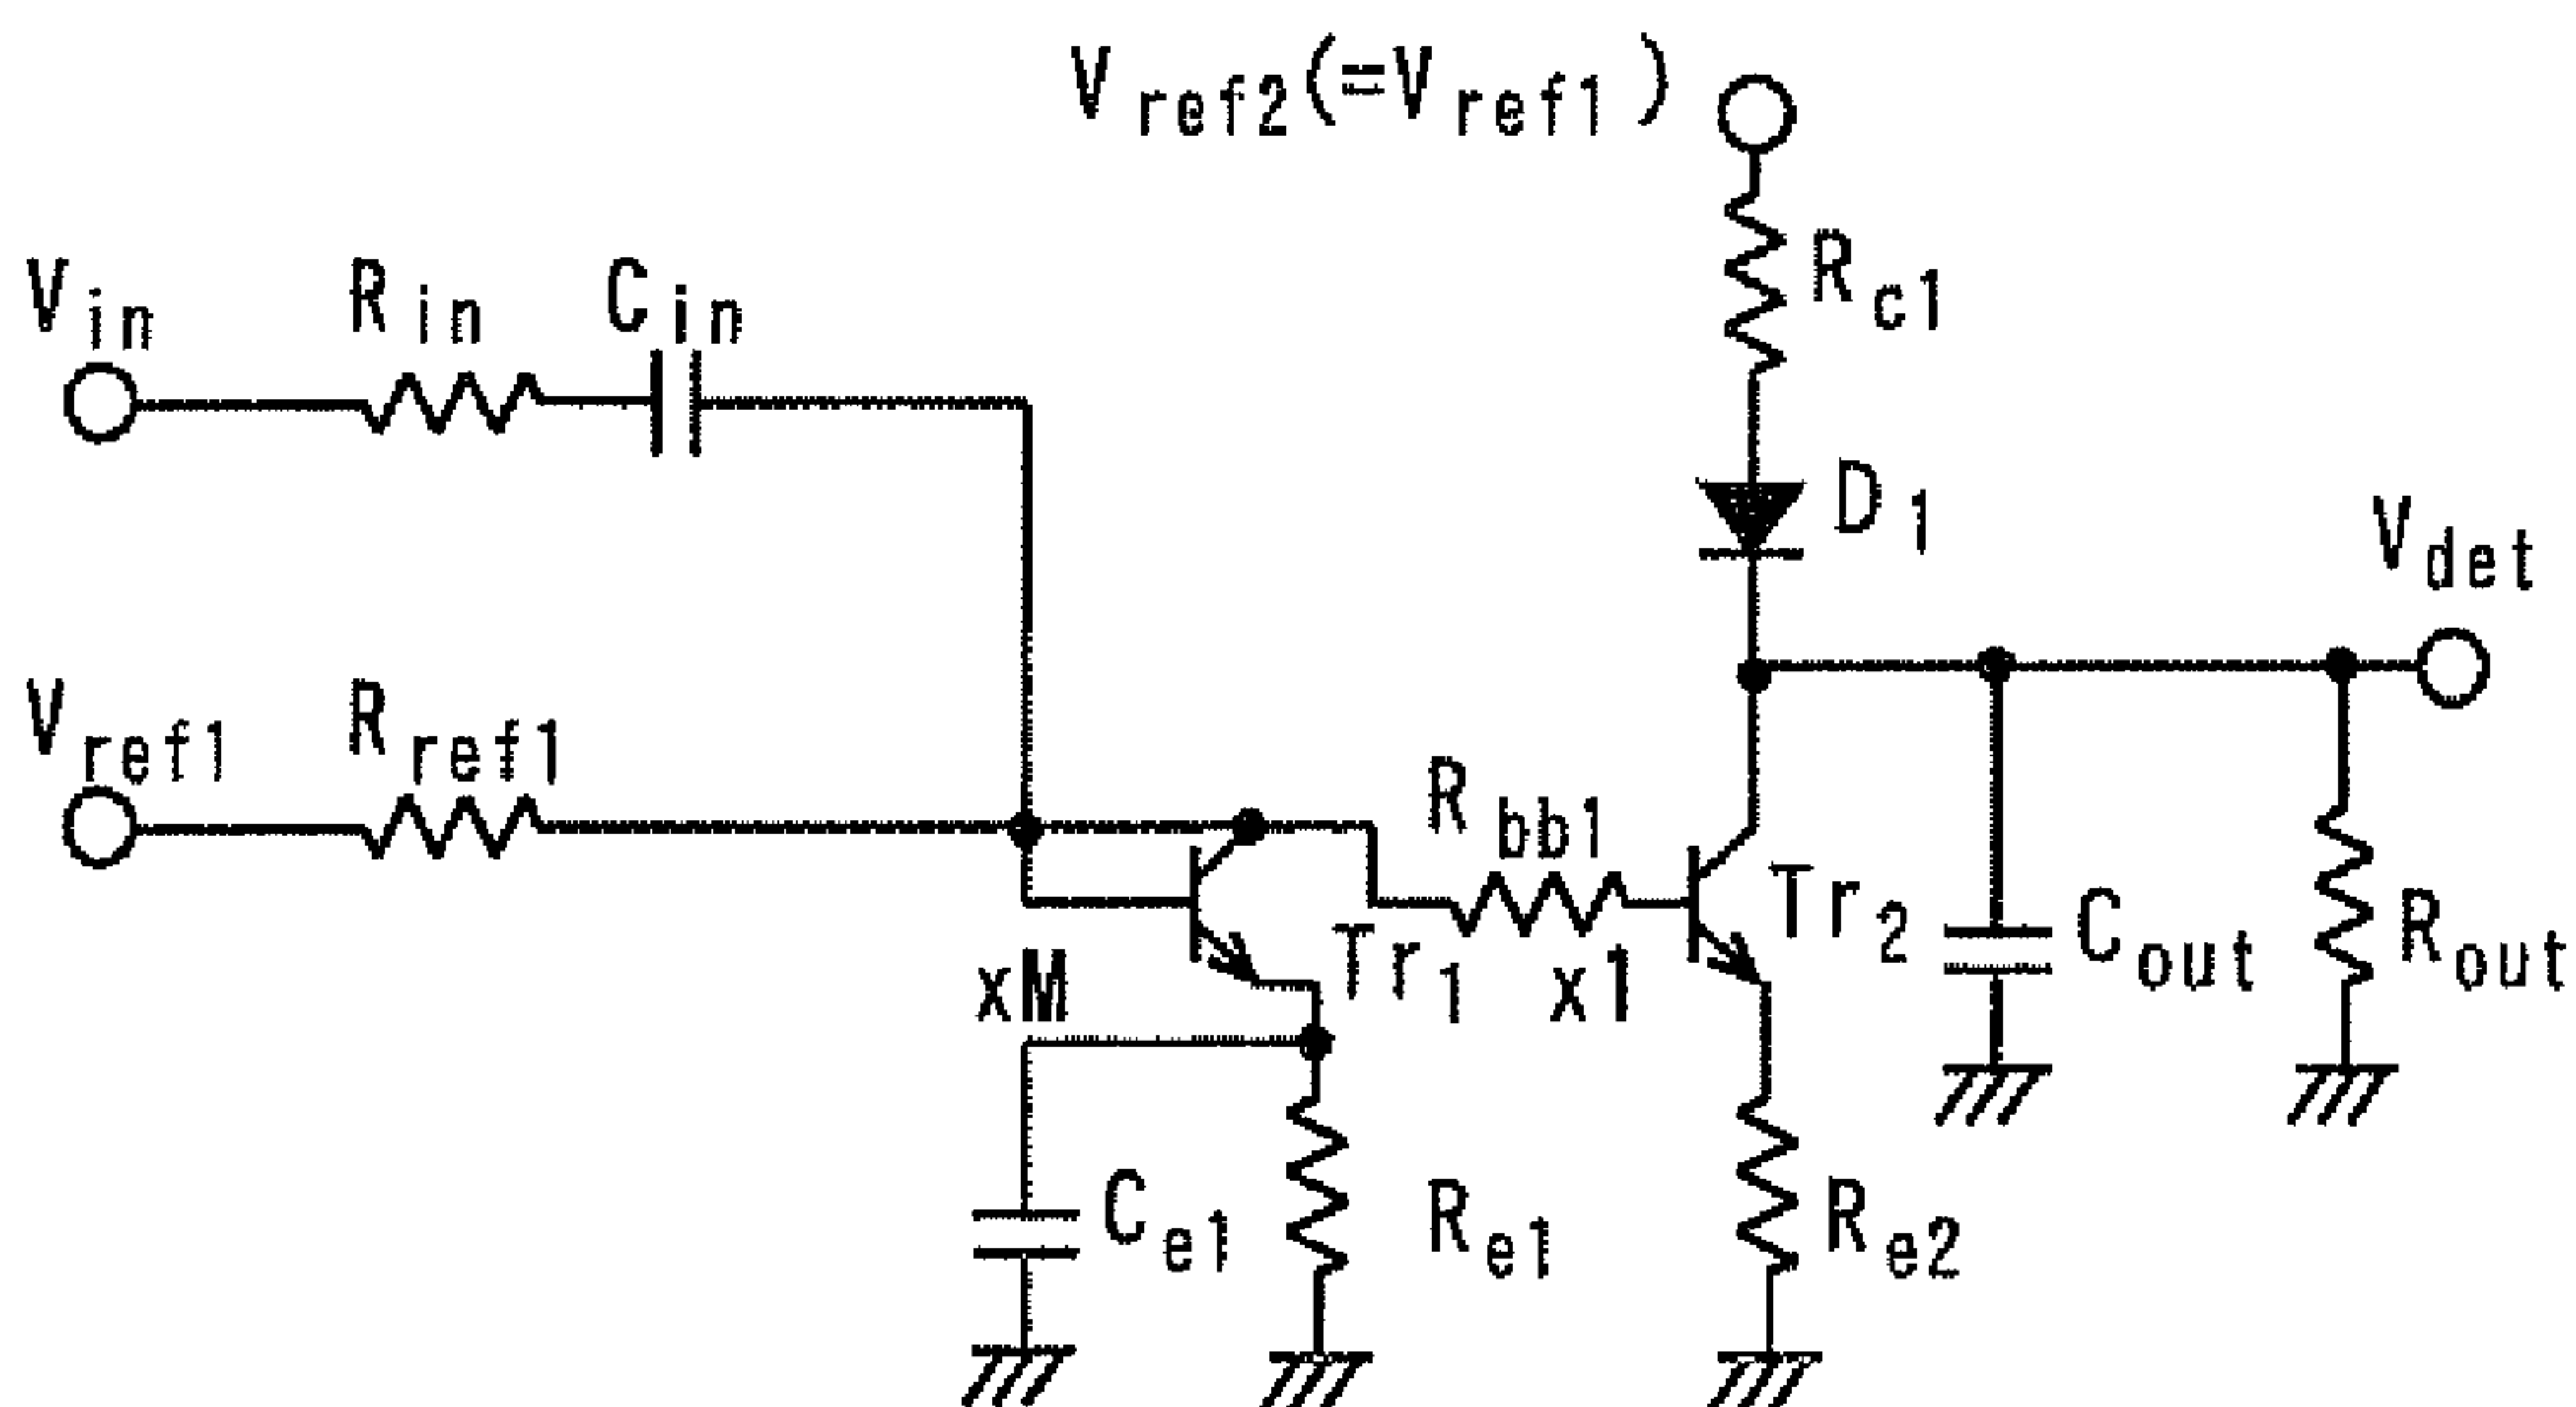 Vref2(=Vref1)
Rc1
Vin Rin Cin
D1
Vdet
Vref1 Rref1
Rbb1
Tr1 Tr2
xM x1
Cout Rout
Ce1 Re1 Re2